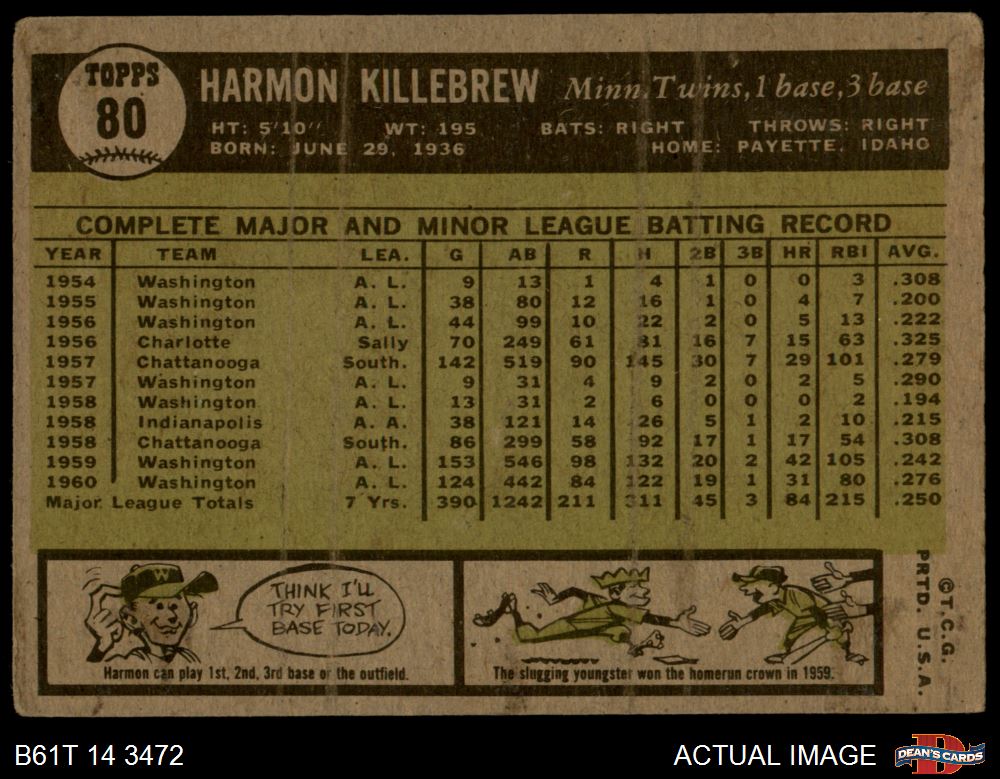 TOPPS
80
HARMON KILLEBREW Minn. Twins, 1 base, 3 base
HT: 5'10" WT: 195 BATS: RIGHT THROWS: RIGHT
BORN: JUNE 29, 1936 HOME: PAYETTE, IDAHO
COMPLETE MAJOR AND MINOR LEAGUE BATTING RECORD
YEAR TEAM LEA. G AB R H 2B 3B HR RBI AVG.
1954 Washington A. L. 9 13 1 4 1 0 0 3 .308
1955 Washington A. L. 38 80 12 16 1 0 4 7 .200
1956 Washington A. L. 44 99 10 22 2 0 5 13 .222
1956 Charlotte Sally 70 249 61 81 16 7 15 63 .325
1957 Chattanooga South. 142 519 90 145 30 7 29 101 .279
1957 Washington A. L. 9 31 4 9 2 0 2 5 .290
1958 Washington A. L. 13 31 2 6 0 0 0 2 .194
1958 Indianapolis A. A. 38 121 14 26 5 1 2 10 .215
1958 Chattanooga South. 86 299 58 92 17 1 17 54 .308
1959 Washington A. L. 153 546 98 132 20 2 42 105 .242
1960 Washington A. L. 124 442 84 122 19 1 31 80 .276
Major League Totals 7 Yrs. 390 1242 211 311 45 3 84 215 .250
W
THINK I'LL
TRY FIRST
BASE TODAY.
Harmon can play 1st, 2nd, 3rd base or the outfield.
The slugging youngster won the homerun crown in 1959.
©T.C.G.
PRTD. U.S.A.
B61T 14 3472
ACTUAL IMAGE
DEAN'S CARDS